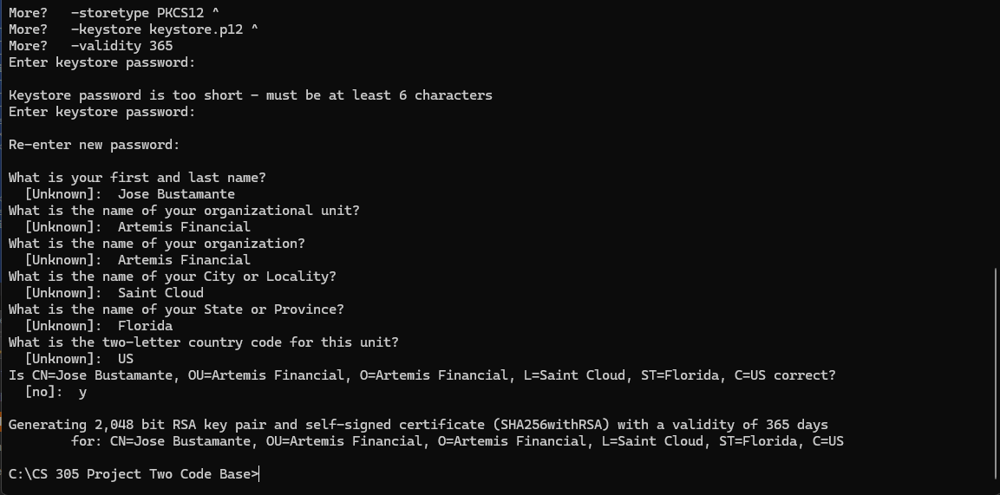 More?   -storetype PKCS12 ^
More?   -keystore keystore.p12 ^
More?   -validity 365
Enter keystore password:
Keystore password is too short - must be at least 6 characters
Enter keystore password:
Re-enter new password:
What is your first and last name?
  [Unknown]:  Jose Bustamante
What is the name of your organizational unit?
  [Unknown]:  Artemis Financial
What is the name of your organization?
  [Unknown]:  Artemis Financial
What is the name of your City or Locality?
  [Unknown]:  Saint Cloud
What is the name of your State or Province?
  [Unknown]:  Florida
What is the two-letter country code for this unit?
  [Unknown]:  US
Is CN=Jose Bustamante, OU=Artemis Financial, O=Artemis Financial, L=Saint Cloud, ST=Florida, C=US correct?
  [no]:  y
Generating 2,048 bit RSA key pair and self-signed certificate (SHA256withRSA) with a validity of 365 days
        for: CN=Jose Bustamante, OU=Artemis Financial, O=Artemis Financial, L=Saint Cloud, ST=Florida, C=US
C:\CS 305 Project Two Code Base>